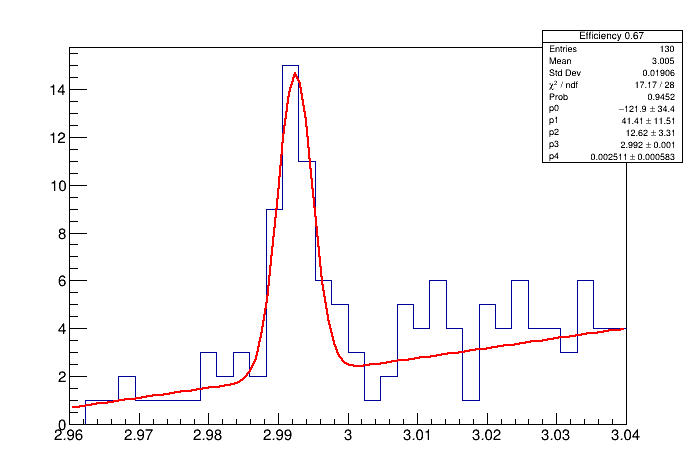 Efficiency 0.67
Entries 130
Mean 3.005
Std Dev 0.01906
χ² / ndf 17.17 / 28
Prob 0.9452
p0 −121.9 ± 34.4
p1 41.41 ± 11.51
p2 12.62 ± 3.31
p3 2.992 ± 0.001
p4 0.002511 ± 0.000583
14
12
10
8
6
4
2
0
2.96 2.97 2.98 2.99 3 3.01 3.02 3.03 3.04